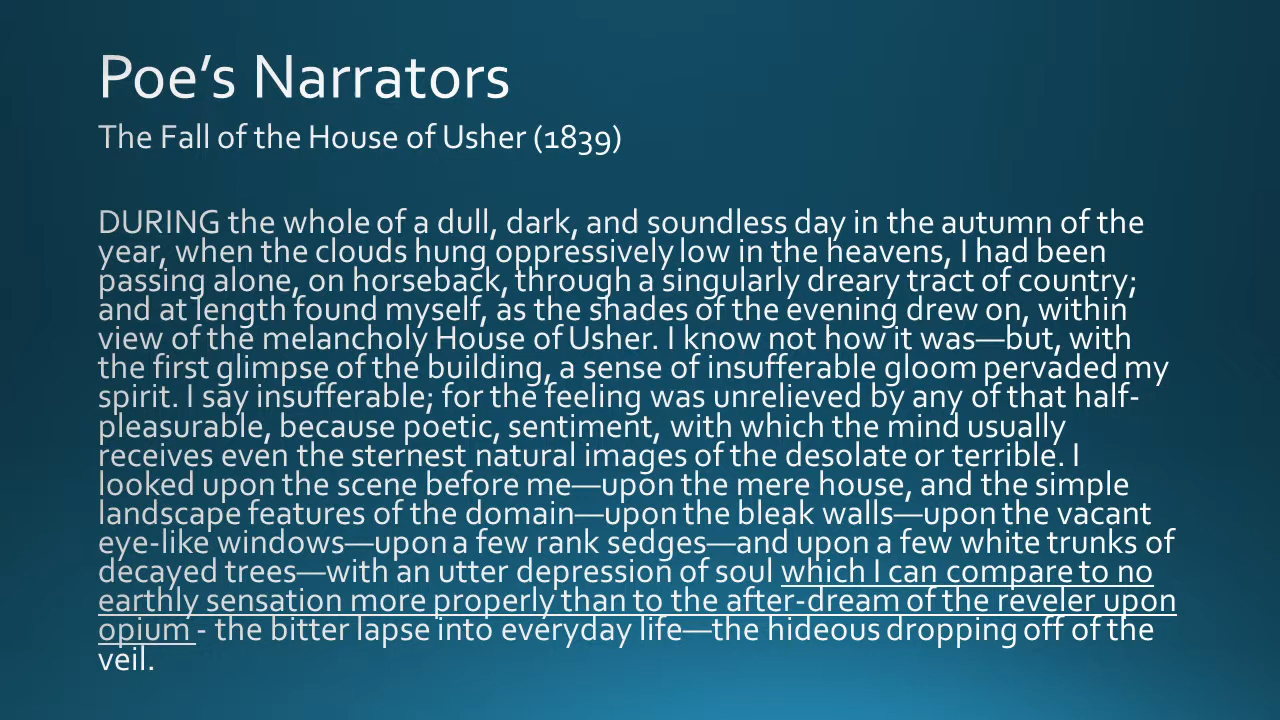 Poe's Narrators
The Fall of the House of Usher (1839)
DURING the whole of a dull, dark, and soundless day in the autumn of the
year, when the clouds hung oppressively low in the heavens, I had been
passing alone, on horseback, through a singularly dreary tract of country;
and at length found myself, as the shades of the evening drew on, within
view of the melancholy House of Usher. I know not how it was—but, with
the first glimpse of the building, a sense of insufferable gloom pervaded my
spirit. I say insufferable; for the feeling was unrelieved by any of that half-
pleasurable, because poetic, sentiment, with which the mind usually
receives even the sternest natural images of the desolate or terrible. I
looked upon the scene before me—upon the mere house, and the simple
landscape features of the domain—upon the bleak walls—upon the vacant
eye-like windows—upon a few rank sedges—and upon a few white trunks of
decayed trees—with an utter depression of soul which I can compare to no
earthly sensation more properly than to the after-dream of the reveler upon
opium - the bitter lapse into everyday life—the hideous dropping off of the
veil.